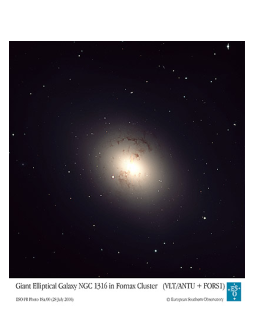 Giant Elliptical Galaxy NGC 1316 in Fornax Cluster (VLT/ANTU + FORS1)
© European Southern Observatory